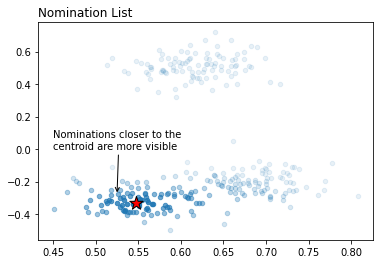 Nomination List
0.6
0.4
0.2
0.0
−0.2
−0.4
Nominations closer to the
centroid are more visible
0.45 0.50 0.55 0.60 0.65 0.70 0.75 0.80